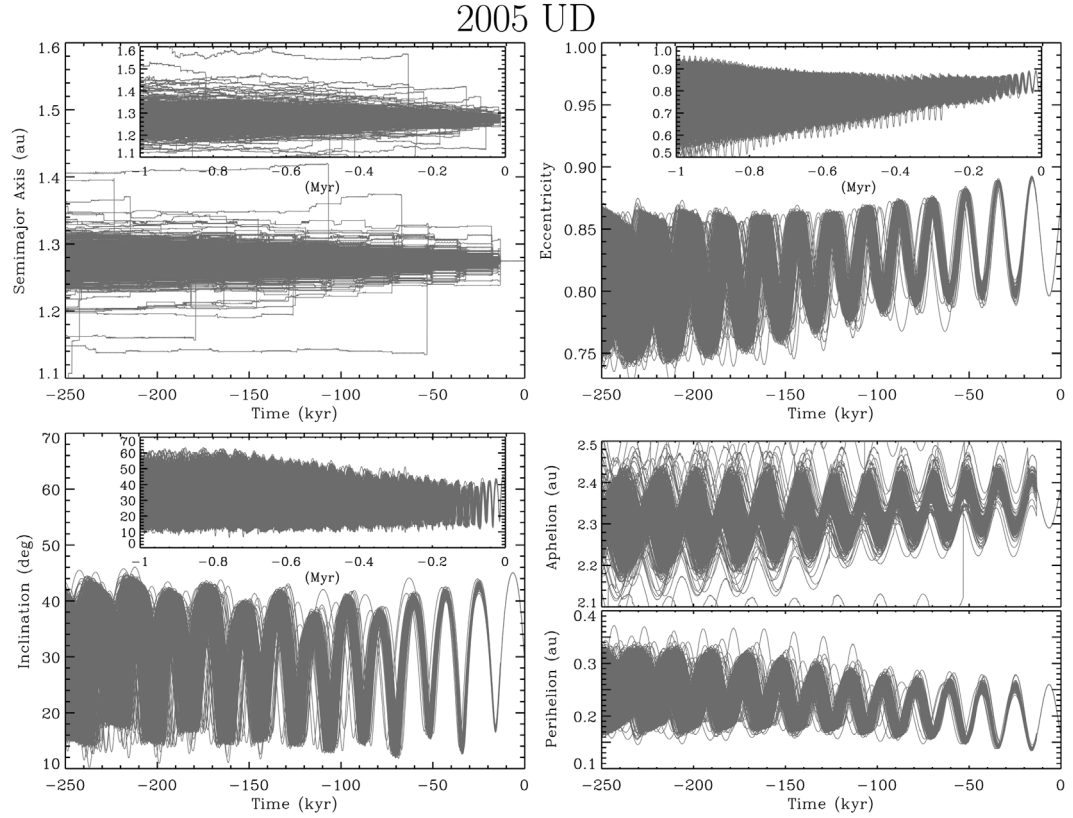 2005 UD
1.6
1.5
1.4
1.3
1.2
1.1
Semimajor Axis (au)
1.6
1.5
1.4
1.3
1.2
1.1
−1 −0.8 −0.6 −0.4 −0.2 0
(Myr)
−250 −200 −150 −100 −50 0
Time (kyr)
1.00
0.95
0.90
0.85
0.80
0.75
Eccentricity
1.0
0.9
0.8
0.7
0.6
0.5
−1 −0.8 −0.6 −0.4 −0.2 0
(Myr)
−250 −200 −150 −100 −50 0
Time (kyr)
70
60
50
40
30
20
10
Inclination (deg)
70
60
50
40
30
20
10
0
−1 −0.8 −0.6 −0.4 −0.2 0
(Myr)
−250 −200 −150 −100 −50 0
Time (kyr)
2.5
2.4
2.3
2.2
2.1
Aphelion (au)
0.4
0.3
0.2
0.1
Perihelion (au)
−250 −200 −150 −100 −50 0
Time (kyr)